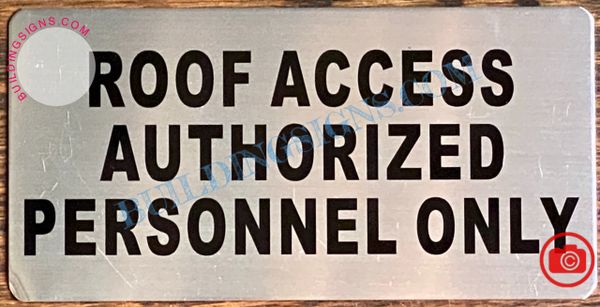 BUILDINGSIGNS.COM
ROOF ACCESS
AUTHORIZED
PERSONNEL ONLY
BUILDINGSIGNS.COM
©